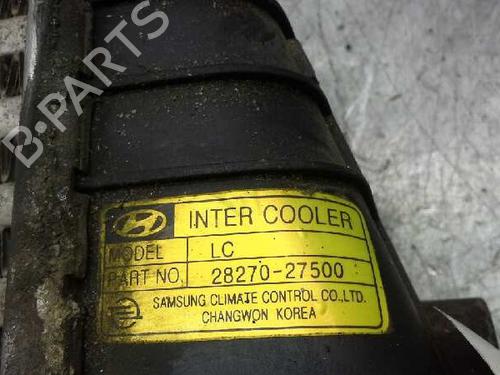 B-PARTS
INTER COOLER
MODEL LC
PART NO. 28270-27500
SAMSUNG CLIMATE CONTROL CO.,LTD.
CHANGWON KOREA